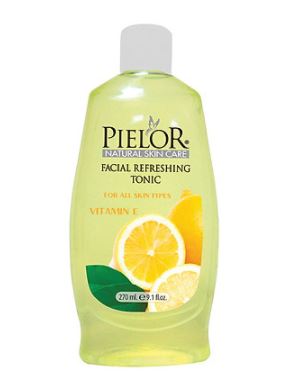 PIELOR®
NATURAL SKIN CARE
FACIAL REFRESHING
TONIC
FOR ALL SKIN TYPES
VITAMIN E
270 ml. ℮ 9.1 fl. oz.